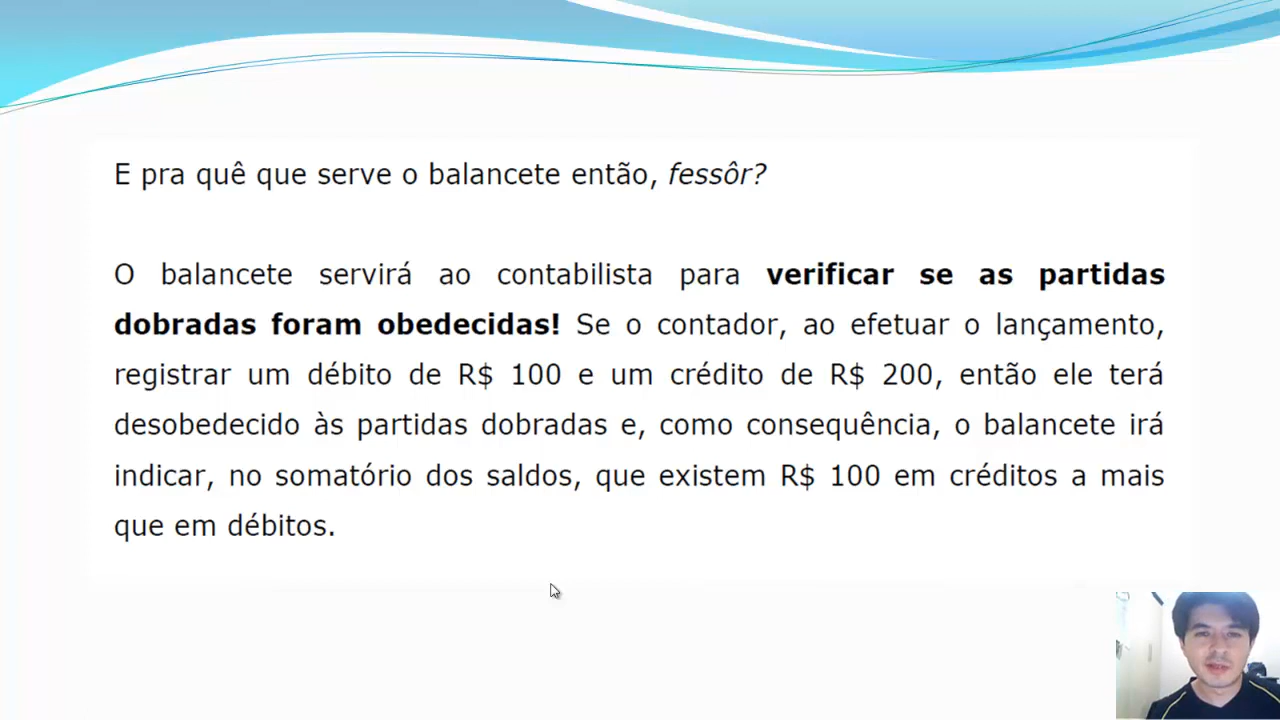 E pra quê que serve o balancete então, fessôr?
O balancete servirá ao contabilista para verificar se as partidas
dobradas foram obedecidas! Se o contador, ao efetuar o lançamento,
registrar um débito de R$ 100 e um crédito de R$ 200, então ele terá
desobedecido às partidas dobradas e, como consequência, o balancete irá
indicar, no somatório dos saldos, que existem R$ 100 em créditos a mais
que em débitos.